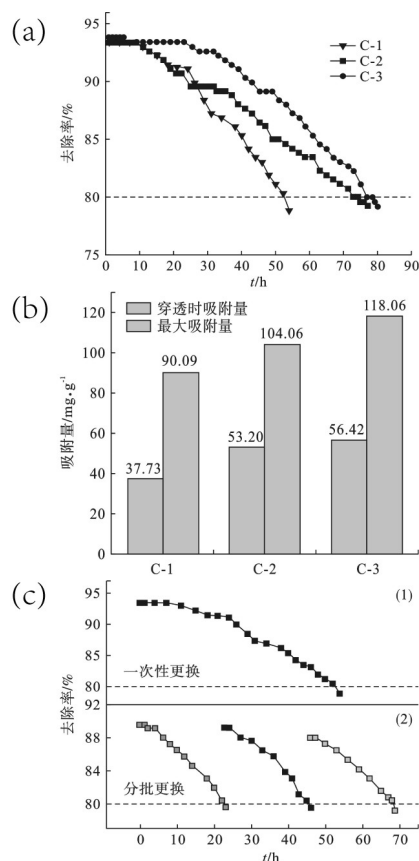 (a)
95
90
85
80
75
去除率/%
C-1
C-2
C-3
0 10 20 30 40 50 60 70 80 90
t/h
(b)
120
100
80
60
40
20
0
吸附量/mg·g⁻¹
穿透时吸附量
最大吸附量
37.73
90.09
53.20
104.06
56.42
118.06
C-1 C-2 C-3
(c)
95
90
85
80
92
88
84
80
去除率/%
(1)
一次性更换
(2)
分批更换
0 10 20 30 40 50 60 70 80
t/h